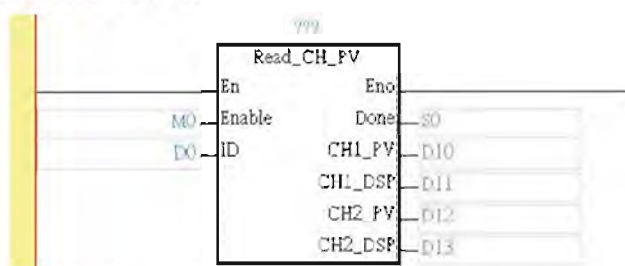 ???
Read_CH_PV
En Eno
M0 Enable Done S0
D0 ID CH1_PV D10
CH1_DSP D11
CH2_PV D12
CH2_DSP D13